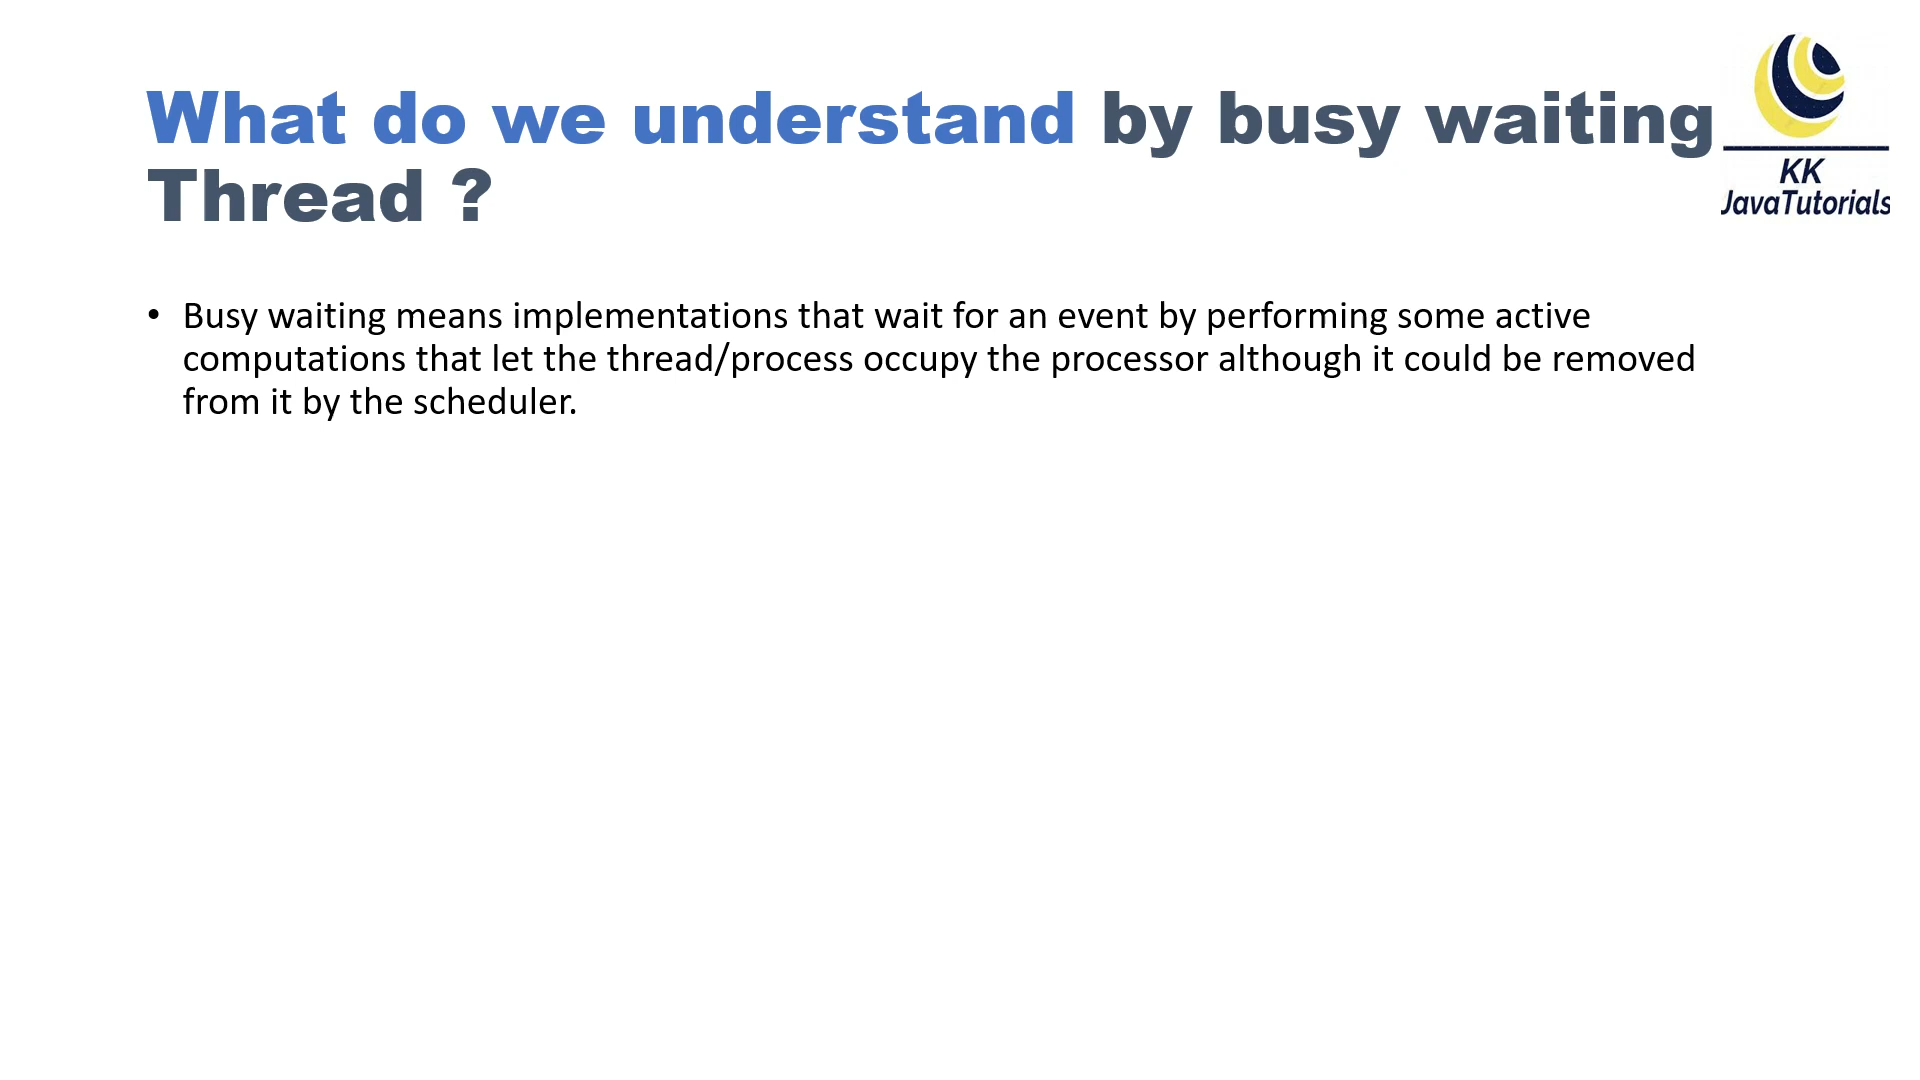 What do we understand by busy waiting
Thread ?
KK
JavaTutorials
• Busy waiting means implementations that wait for an event by performing some active
computations that let the thread/process occupy the processor although it could be removed
from it by the scheduler.